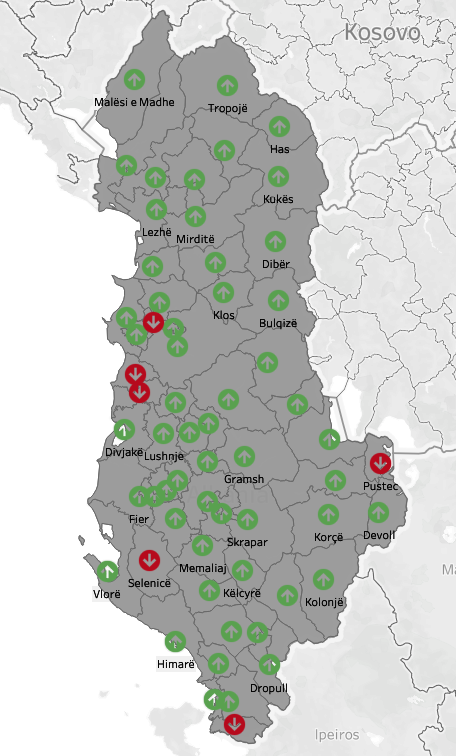 Kosovo
Malësi e Madhe
Tropojë
Has
Kukës
Lezhë
Mirditë
Dibër
Klos
Bulqizë
Divjakë
Lushnje
Gramsh
Pustec
Fier
Skrapar
Korçë
Devoll
Memaliaj
Selenicë
Këlcyrë
Vlorë
Kolonjë
Himarë
Dropull
Ipeiros